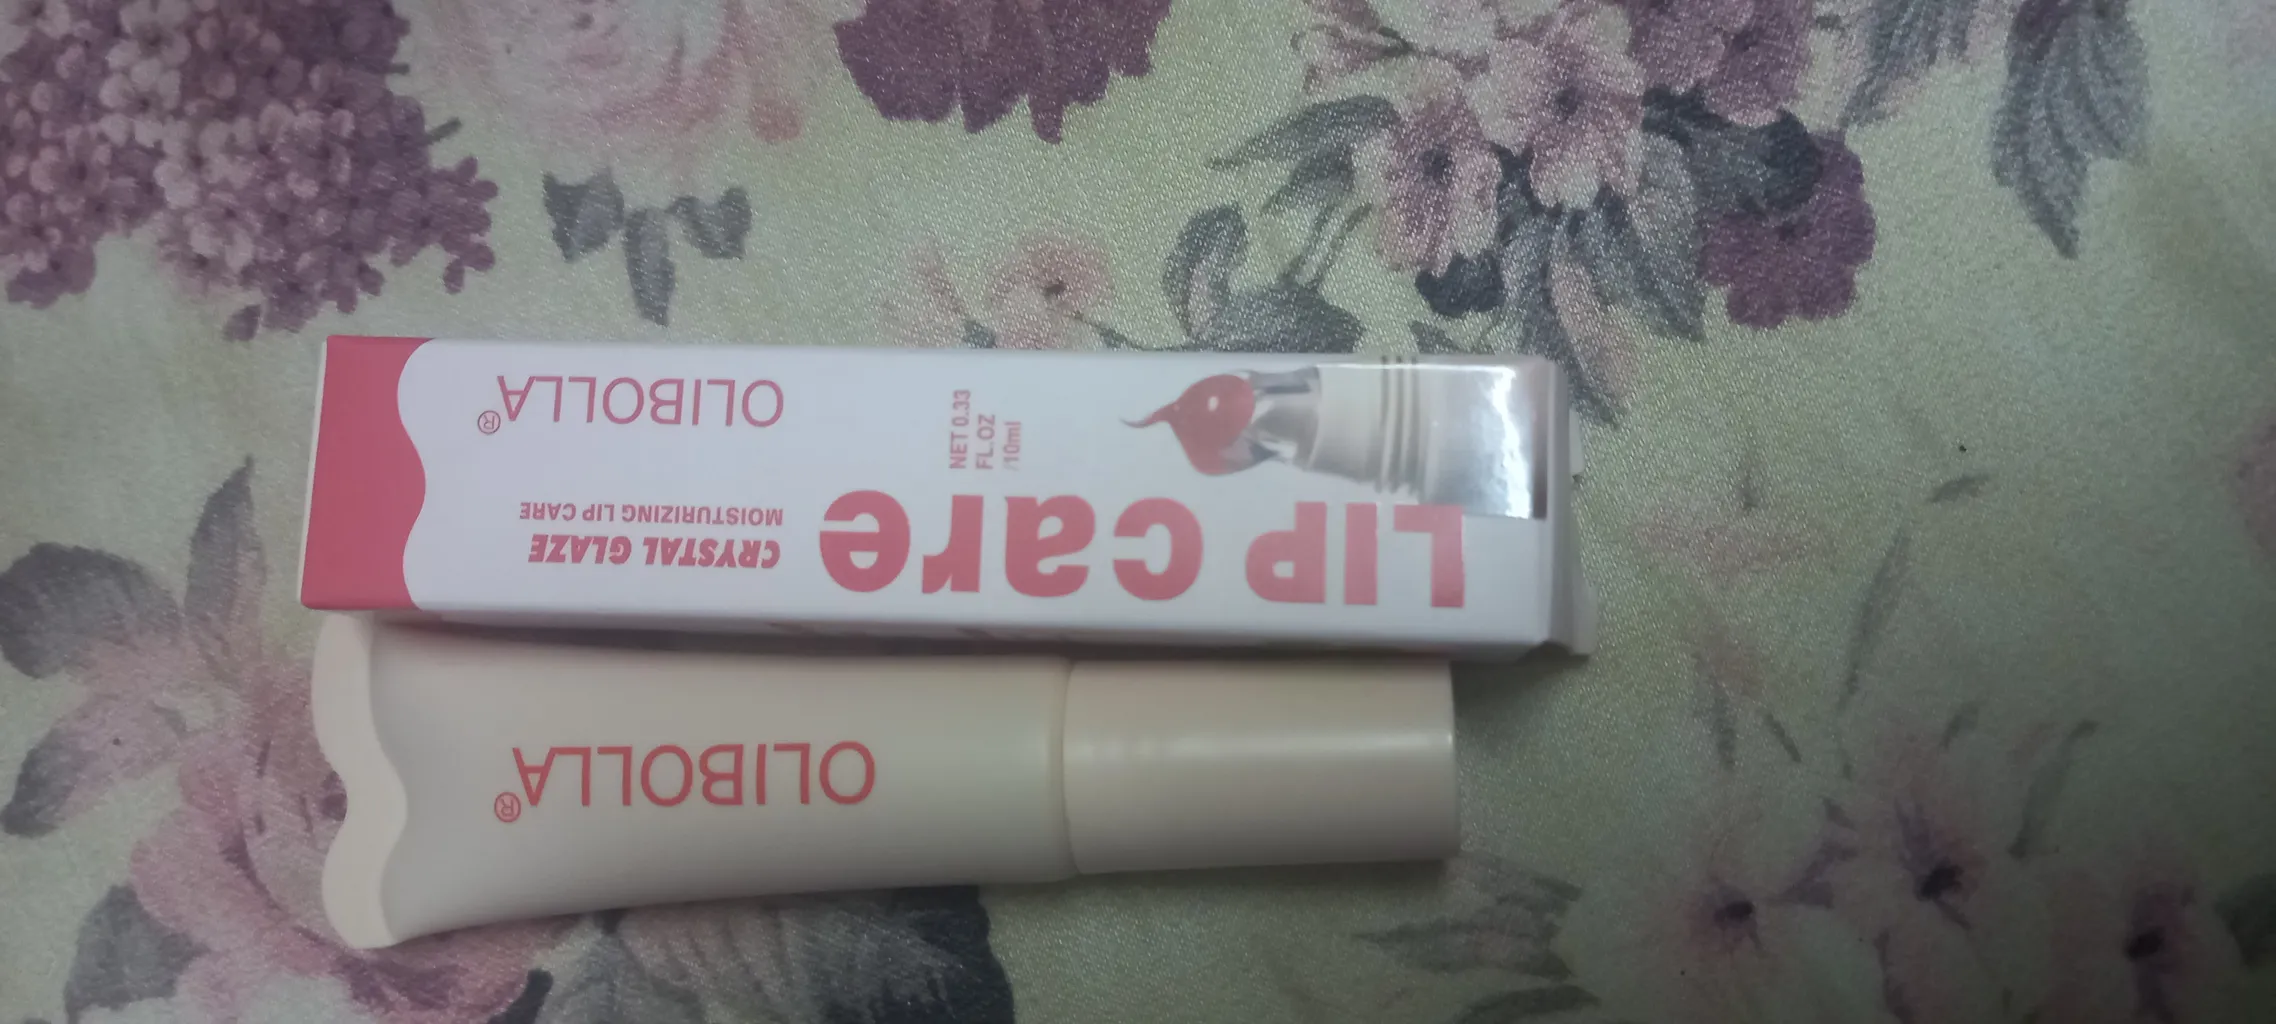 OLIBOLLA®
CRYSTAL GLAZE
MOISTURIZING LIP CARE
LIP care
NET 0.33
FL.OZ
/10ml
OLIBOLLA®